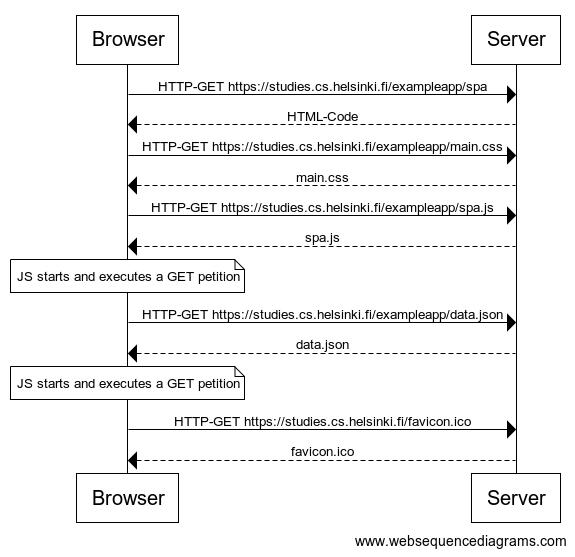 Browser
Server
HTTP-GET https://studies.cs.helsinki.fi/exampleapp/spa
HTML-Code
HTTP-GET https://studies.cs.helsinki.fi/exampleapp/main.css
main.css
HTTP-GET https://studies.cs.helsinki.fi/exampleapp/spa.js
spa.js
JS starts and executes a GET petition
HTTP-GET https://studies.cs.helsinki.fi/exampleapp/data.json
data.json
JS starts and executes a GET petition
HTTP-GET https://studies.cs.helsinki.fi/favicon.ico
favicon.ico
Browser
Server
www.websequencediagrams.com